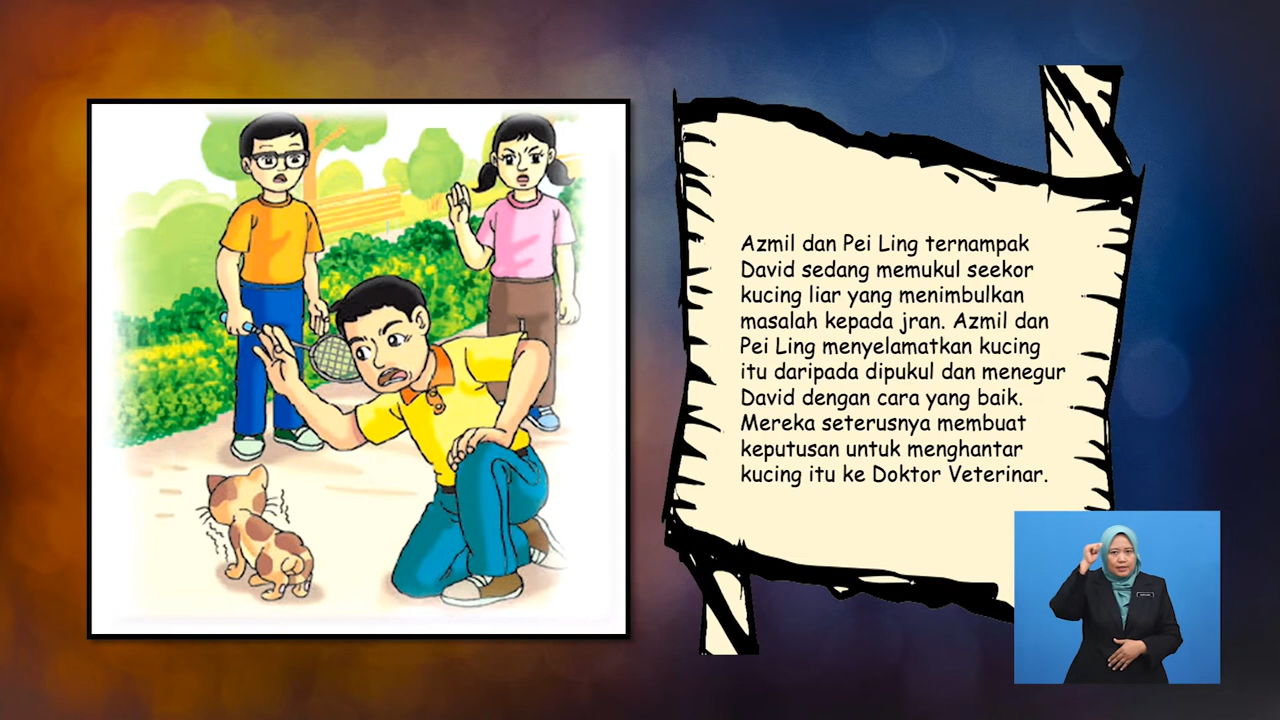 Azmil dan Pei Ling ternampak
David sedang memukul seekor
kucing liar yang menimbulkan
masalah kepada jran. Azmil dan
Pei Ling menyelamatkan kucing
itu daripada dipukul dan menegur
David dengan cara yang baik.
Mereka seterusnya membuat
keputusan untuk menghantar
kucing itu ke Doktor Veterinar.